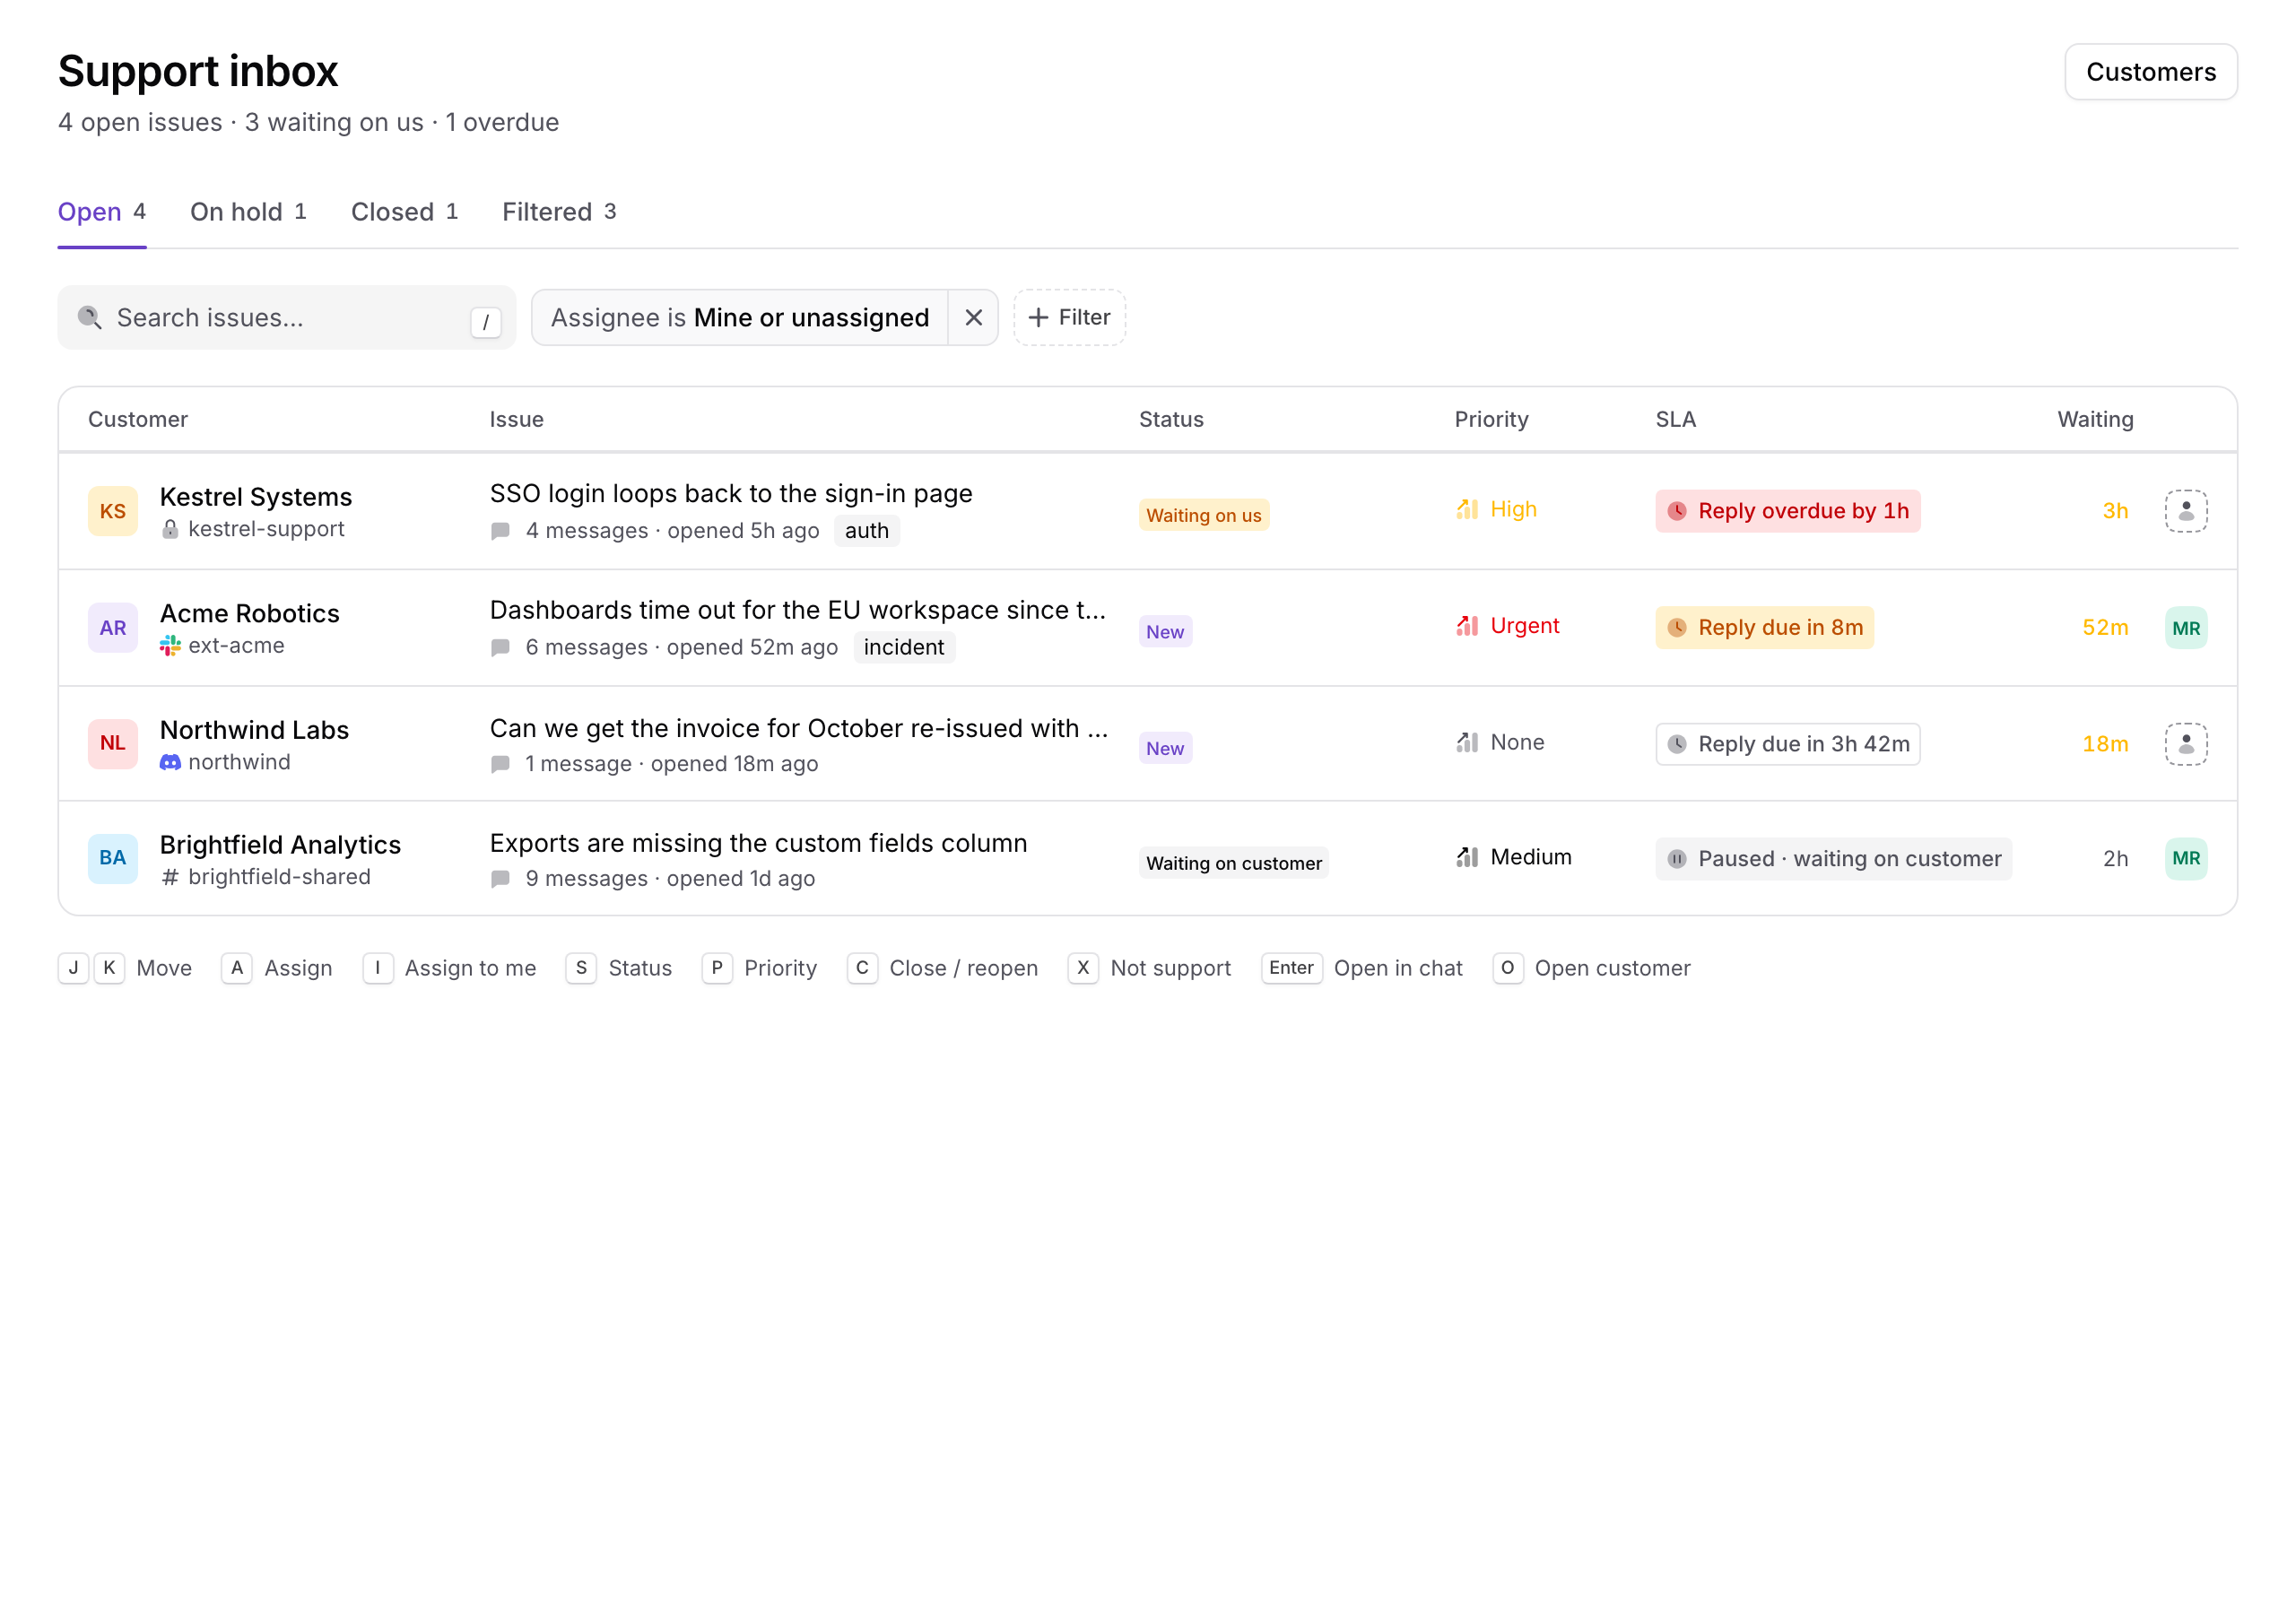 Support inbox
Customers
4 open issues · 3 waiting on us · 1 overdue
Open 4 On hold 1 Closed 1 Filtered 3
Search issues... / Assignee is Mine or unassigned Filter
Customer Issue Status Priority SLA Waiting
KS Kestrel Systems SSO login loops back to the sign-in page Waiting on us High Reply overdue by 1h 3h
kestrel-support 4 messages · opened 5h ago auth
AR Acme Robotics Dashboards time out for the EU workspace since t... New Urgent Reply due in 8m 52m MR
ext-acme 6 messages · opened 52m ago incident
NL Northwind Labs Can we get the invoice for October re-issued with ... New None Reply due in 3h 42m 18m
northwind 1 message · opened 18m ago
BA Brightfield Analytics Exports are missing the custom fields column Waiting on customer Medium Paused · waiting on customer 2h MR
# brightfield-shared 9 messages · opened 1d ago
J K Move A Assign I Assign to me S Status P Priority C Close / reopen X Not support Enter Open in chat O Open customer